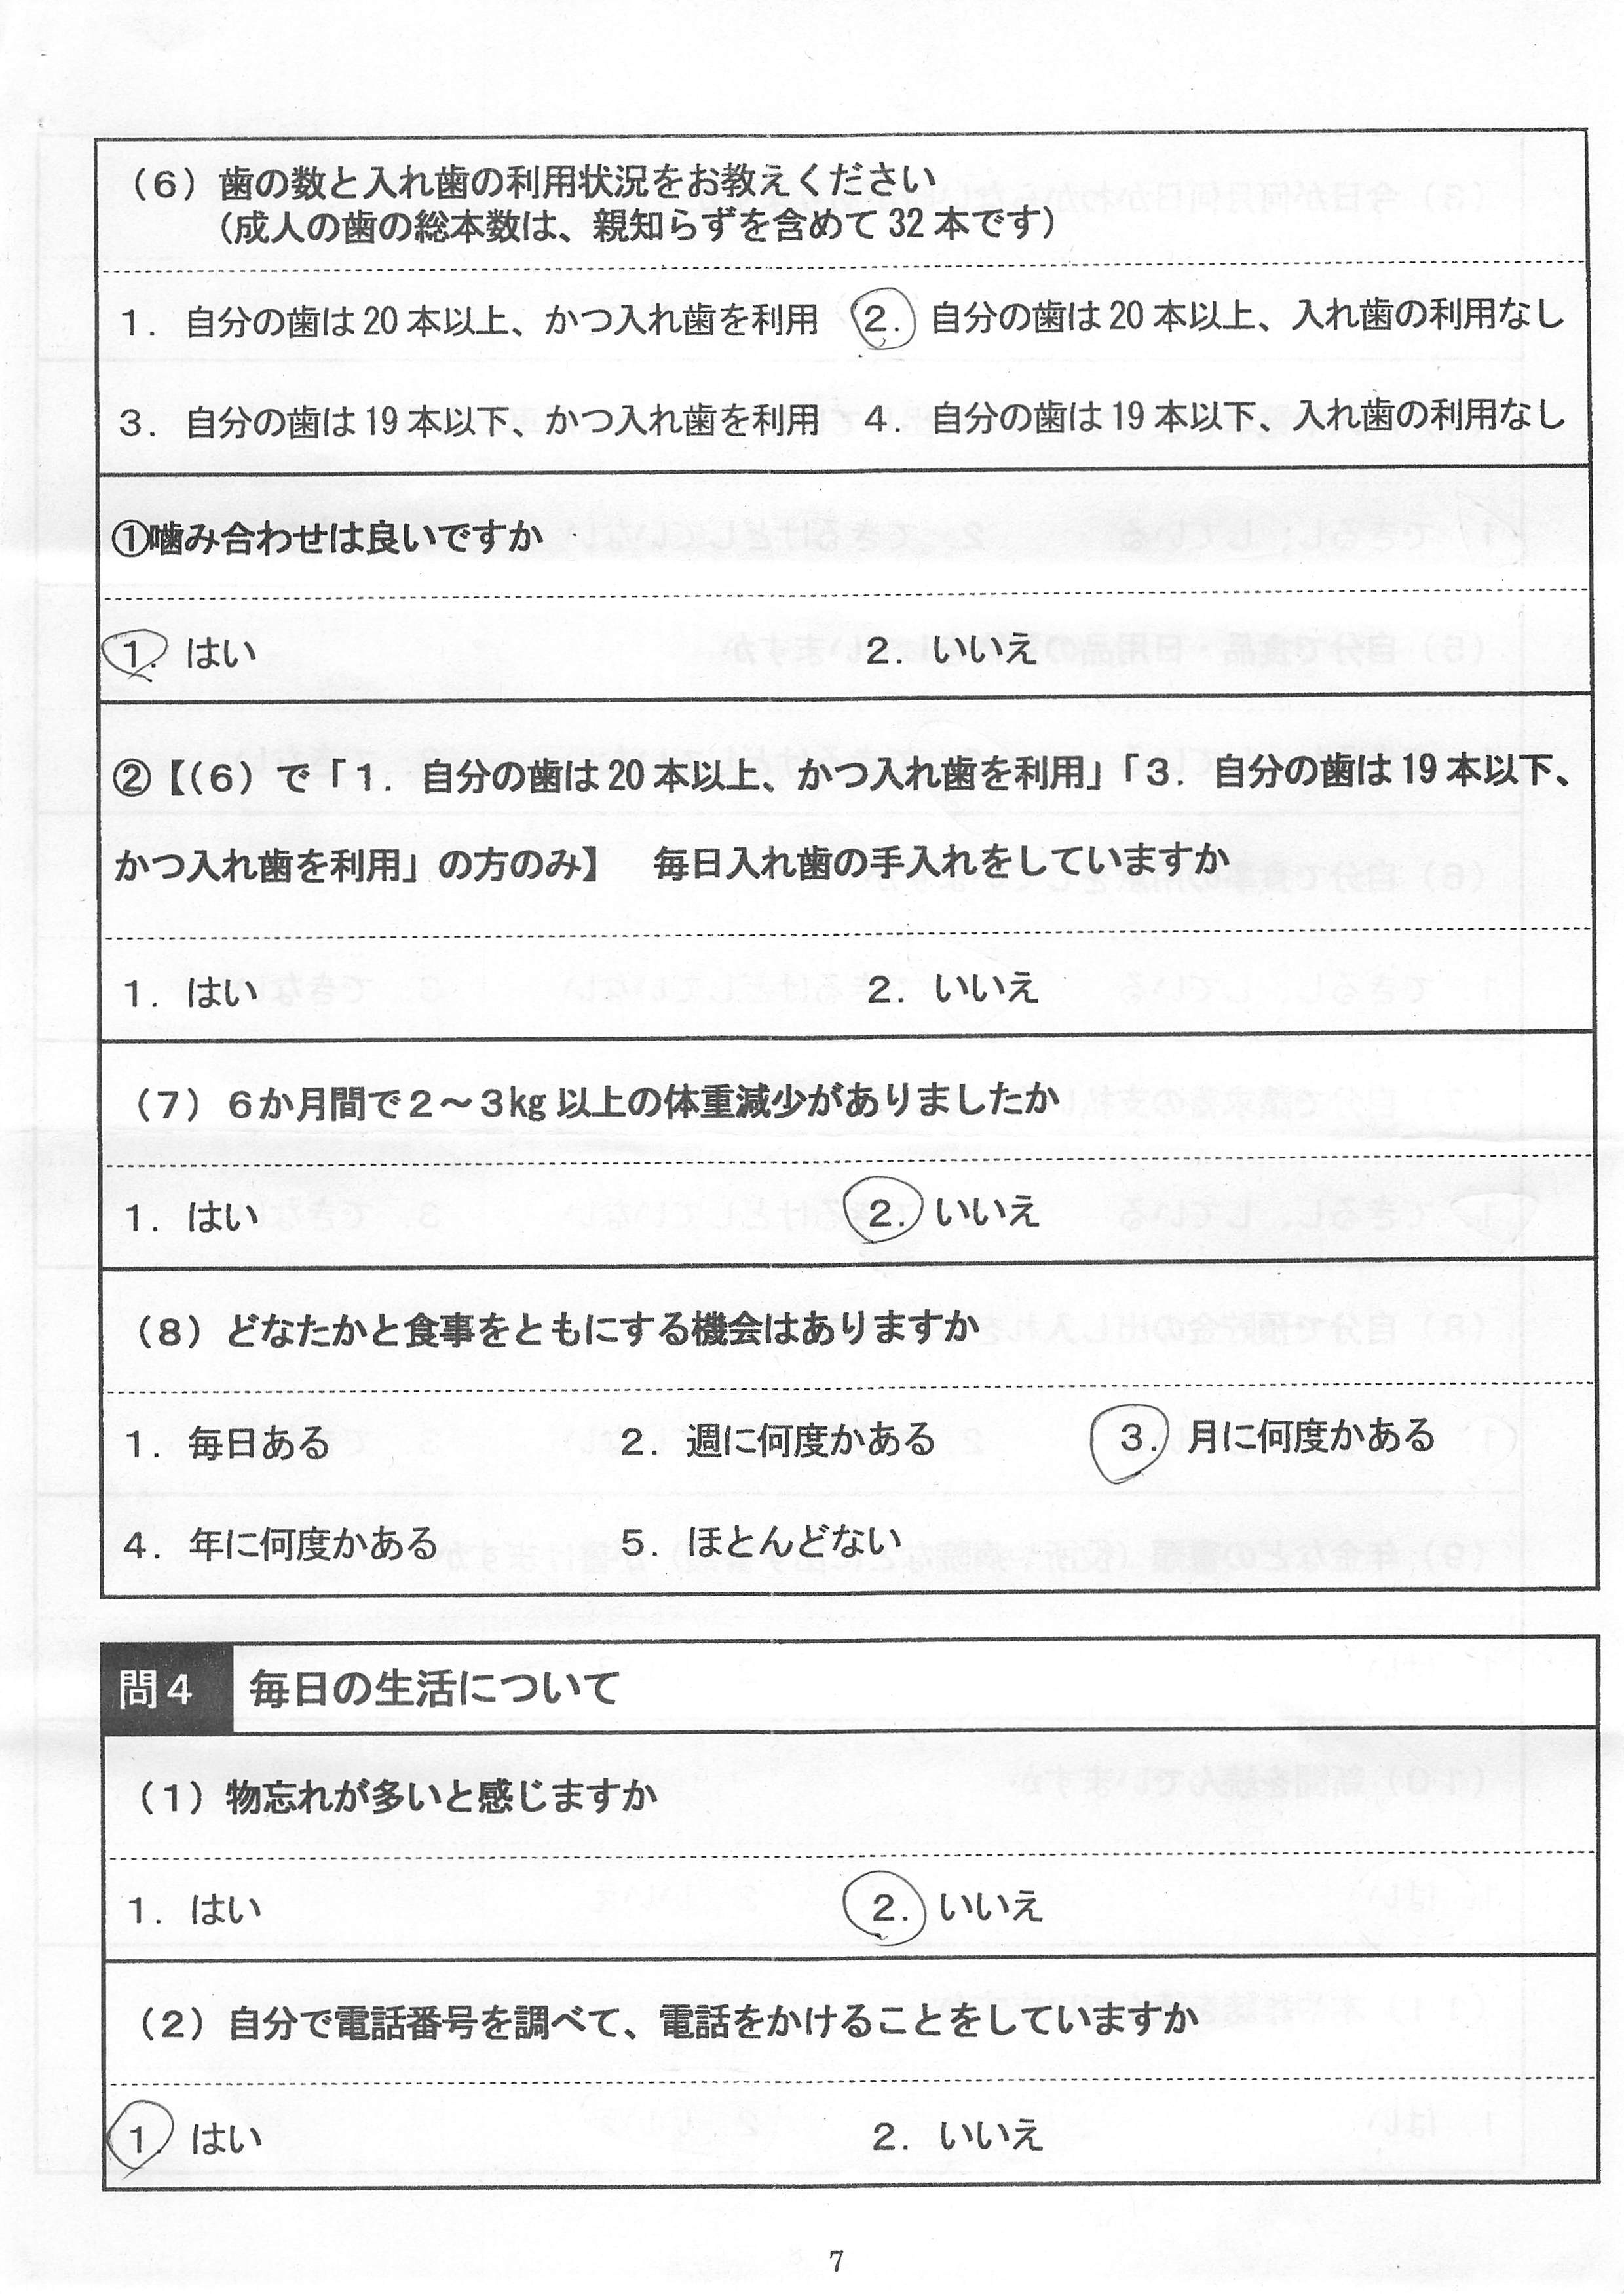 （6）歯の数と入れ歯の利用状況をお教えください
（成人の歯の総本数は、親知らずを含めて 32 本です）
1．自分の歯は 20 本以上、かつ入れ歯を利用　2．自分の歯は 20 本以上、入れ歯の利用なし
3．自分の歯は 19 本以下、かつ入れ歯を利用　4．自分の歯は 19 本以下、入れ歯の利用なし
①噛み合わせは良いですか
1．はい　2．いいえ
②【（6）で「1．自分の歯は 20 本以上、かつ入れ歯を利用」「3．自分の歯は 19 本以下、
かつ入れ歯を利用」の方のみ】　毎日入れ歯の手入れをしていますか
1．はい　2．いいえ
（7）6か月間で2～3㎏以上の体重減少がありましたか
1．はい　2．いいえ
（8）どなたかと食事をともにする機会はありますか
1．毎日ある　2．週に何度かある　3．月に何度かある
4．年に何度かある　5．ほとんどない
問4　毎日の生活について
（1）物忘れが多いと感じますか
1．はい　2．いいえ
（2）自分で電話番号を調べて、電話をかけることをしていますか
1．はい　2．いいえ
7